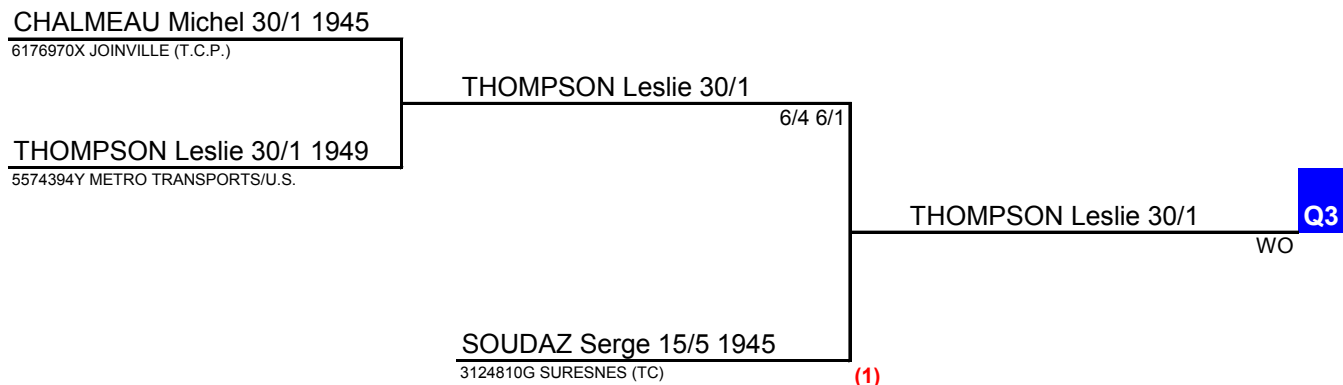 CHALMEAU Michel 30/1 1945
6176970X JOINVILLE (T.C.P.)
THOMPSON Leslie 30/1
6/4 6/1
THOMPSON Leslie 30/1 1949
5574394Y METRO TRANSPORTS/U.S.
THOMPSON Leslie 30/1
Q3
WO
SOUDAZ Serge 15/5 1945
3124810G SURESNES (TC)
(1)